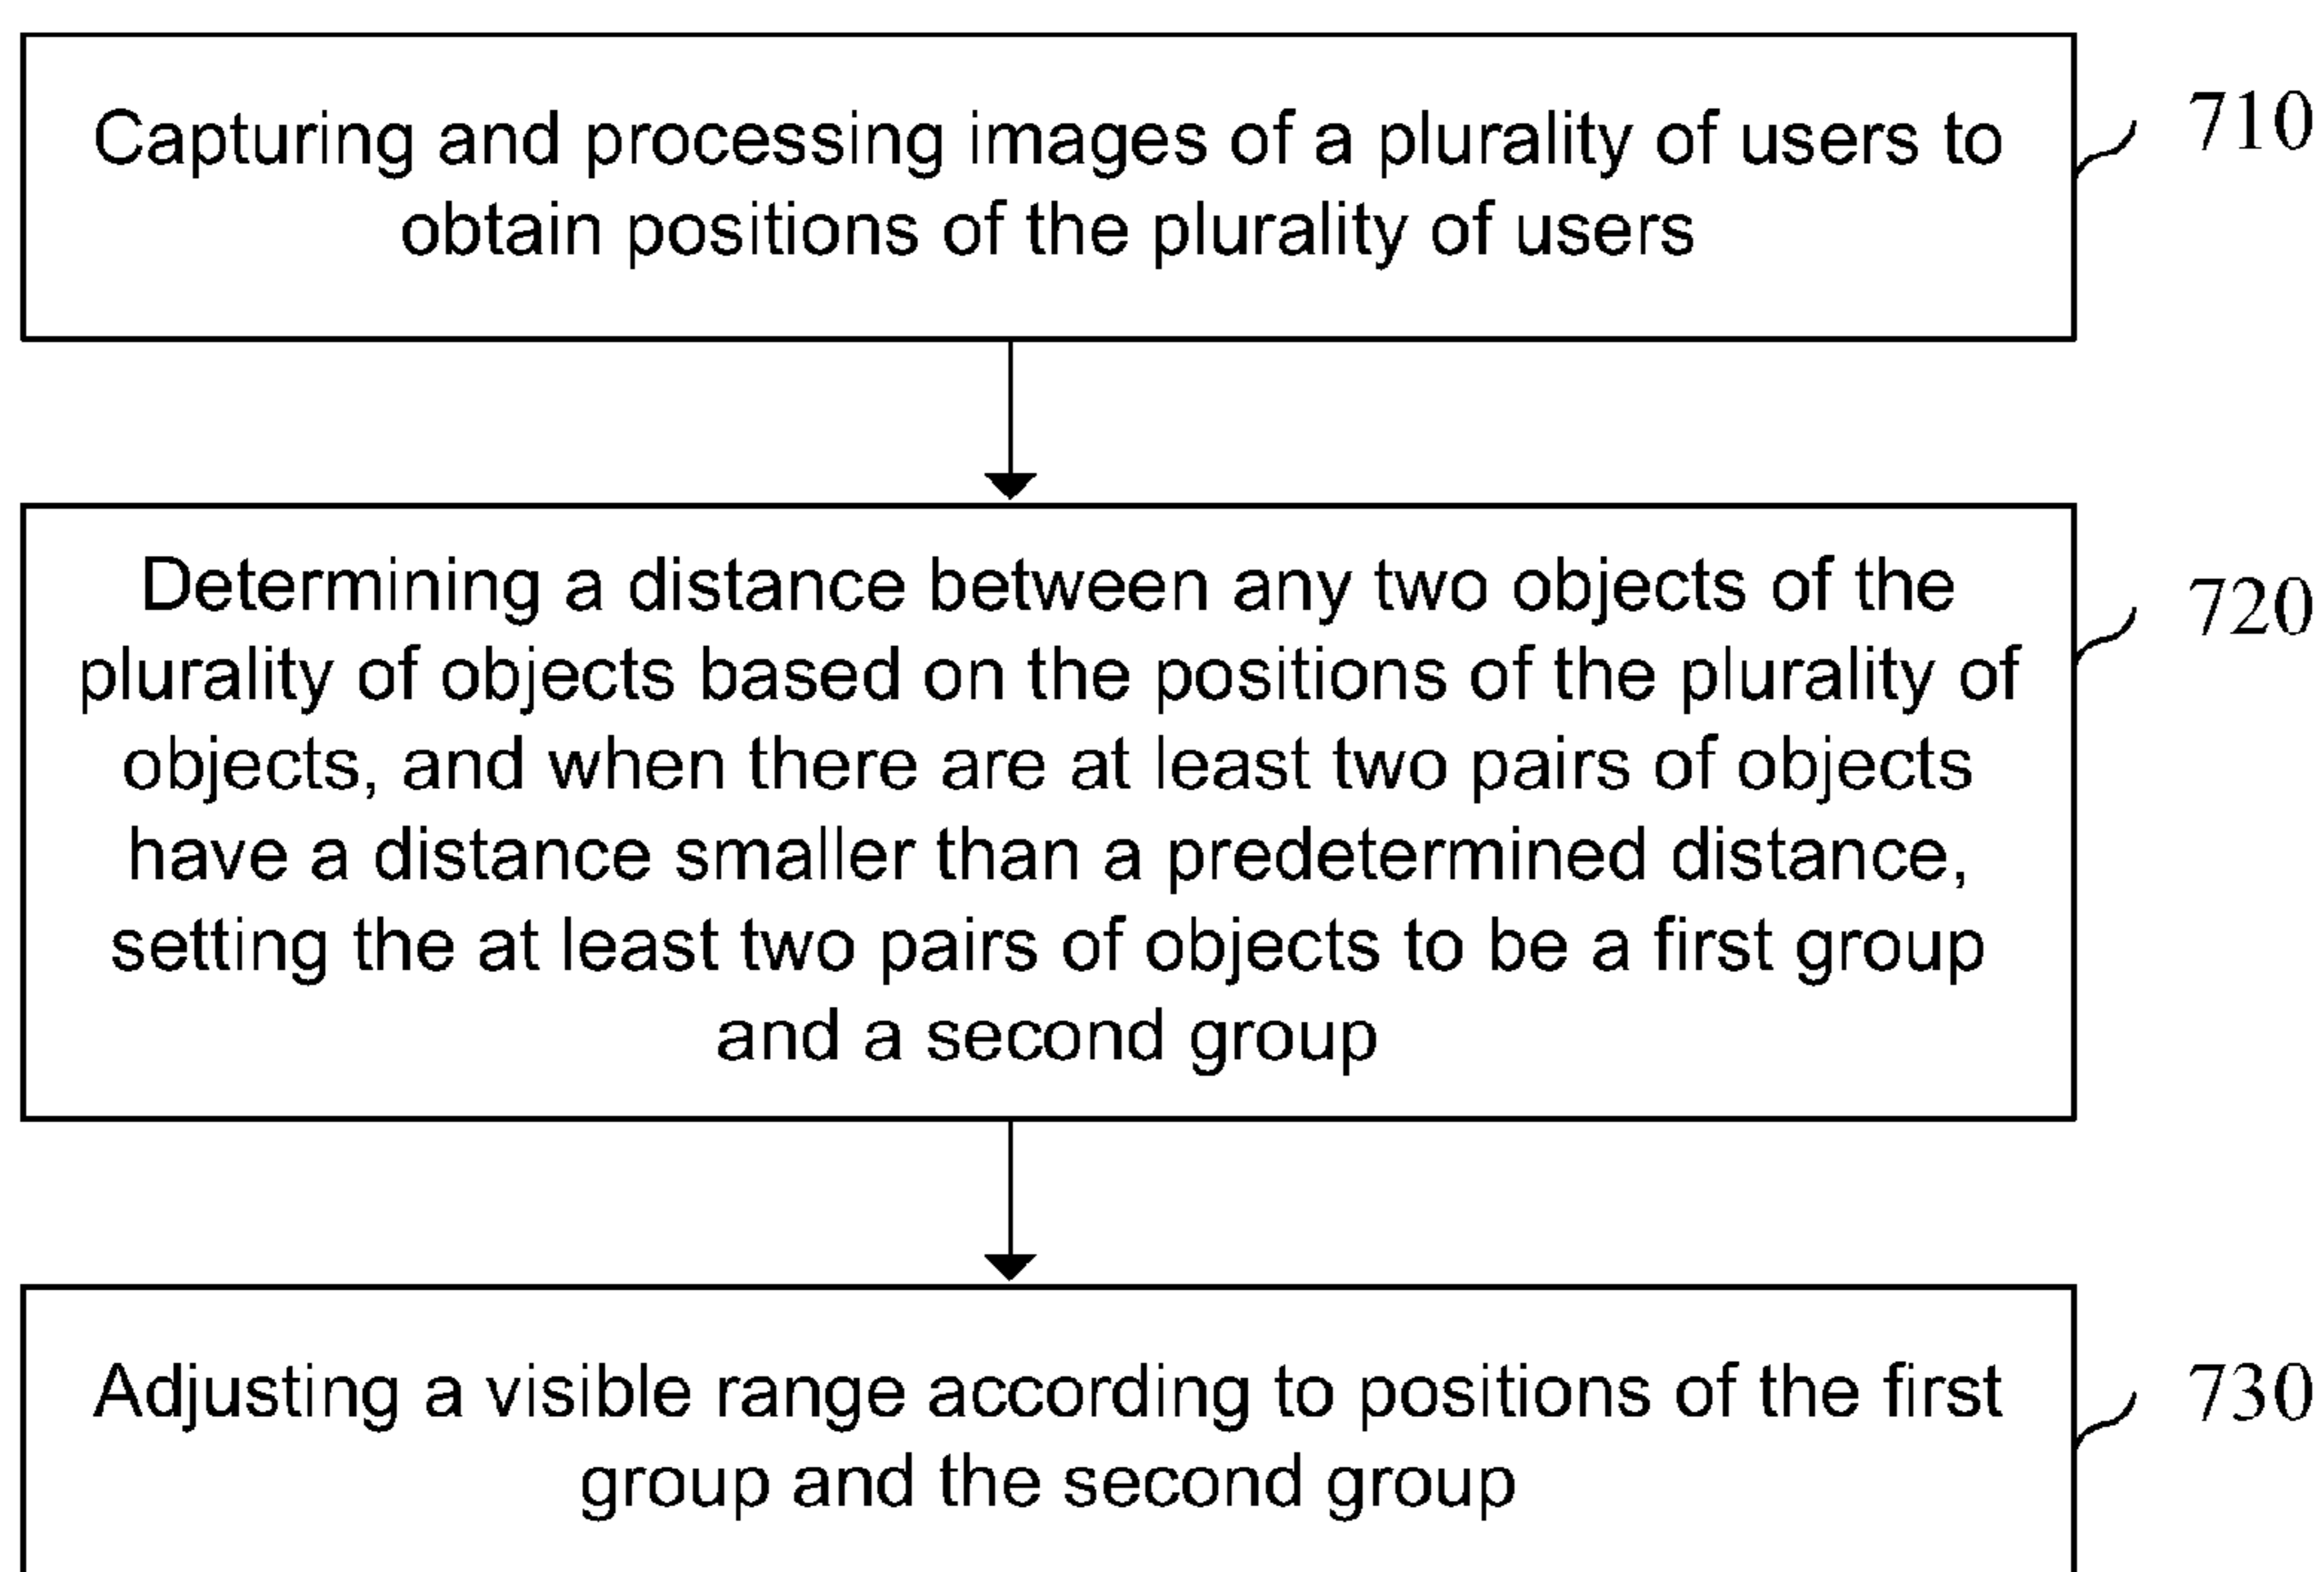 Capturing and processing images of a plurality of users to
obtain positions of the plurality of users
710
Determining a distance between any two objects of the
plurality of objects based on the positions of the plurality of
objects, and when there are at least two pairs of objects
have a distance smaller than a predetermined distance,
setting the at least two pairs of objects to be a first group
and a second group
720
Adjusting a visible range according to positions of the first
group and the second group
730